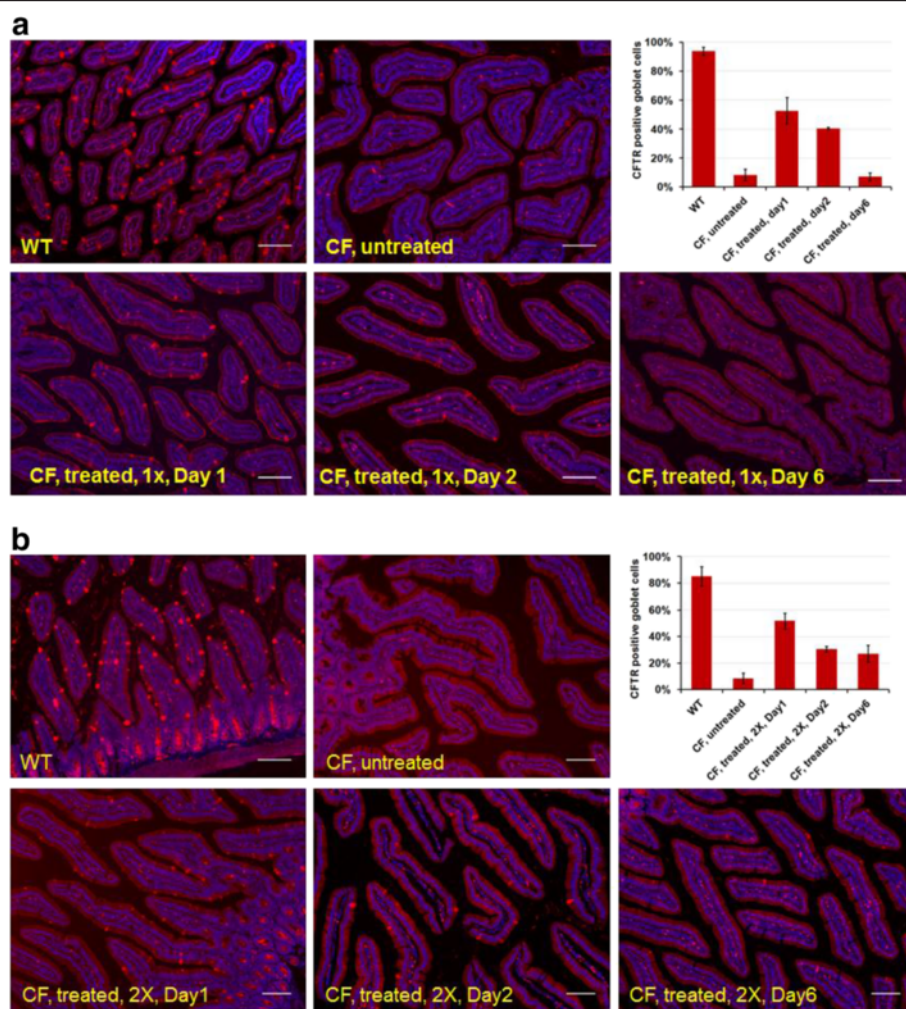 a
WT
CF, untreated
CFTR positive goblet cells
100%
80%
60%
40%
20%
0%
WT
CF, untreated
CF, treated, day1
CF, treated, day2
CF, treated, day6
CF, treated, 1x, Day 1
CF, treated, 1x, Day 2
CF, treated, 1x, Day 6
b
WT
CF, untreated
CFTR positive goblet cells
100%
80%
60%
40%
20%
0%
WT
CF, untreated
CF, treated, 2X, Day1
CF, treated, 2X, Day2
CF, treated, 2X, Day6
CF, treated, 2X, Day1
CF, treated, 2X, Day2
CF, treated, 2X, Day6